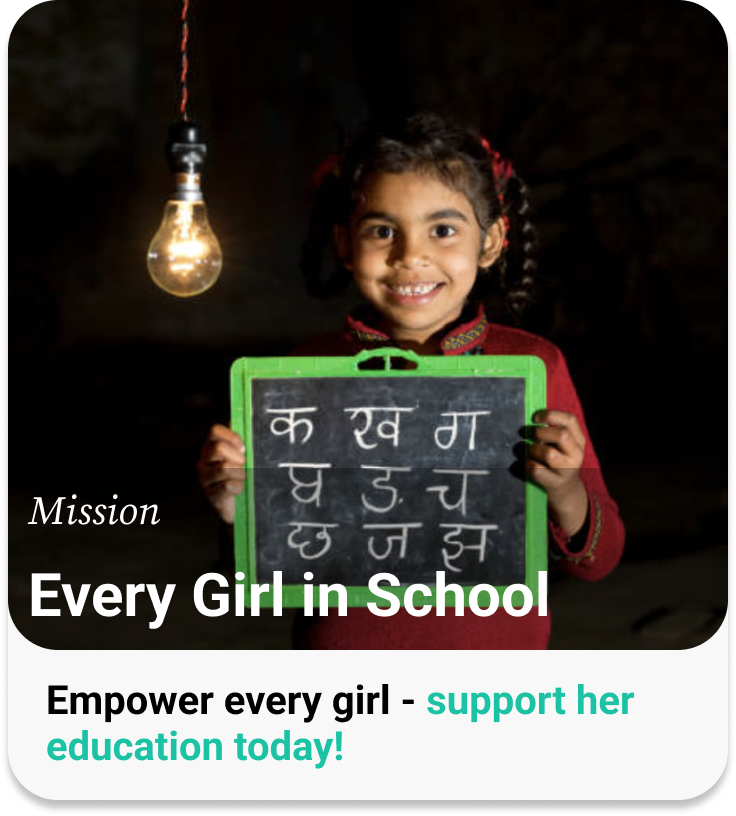 क ख ग
घ ङ च
छ ज झ
Mission
Every Girl in School
Empower every girl - support her
education today!